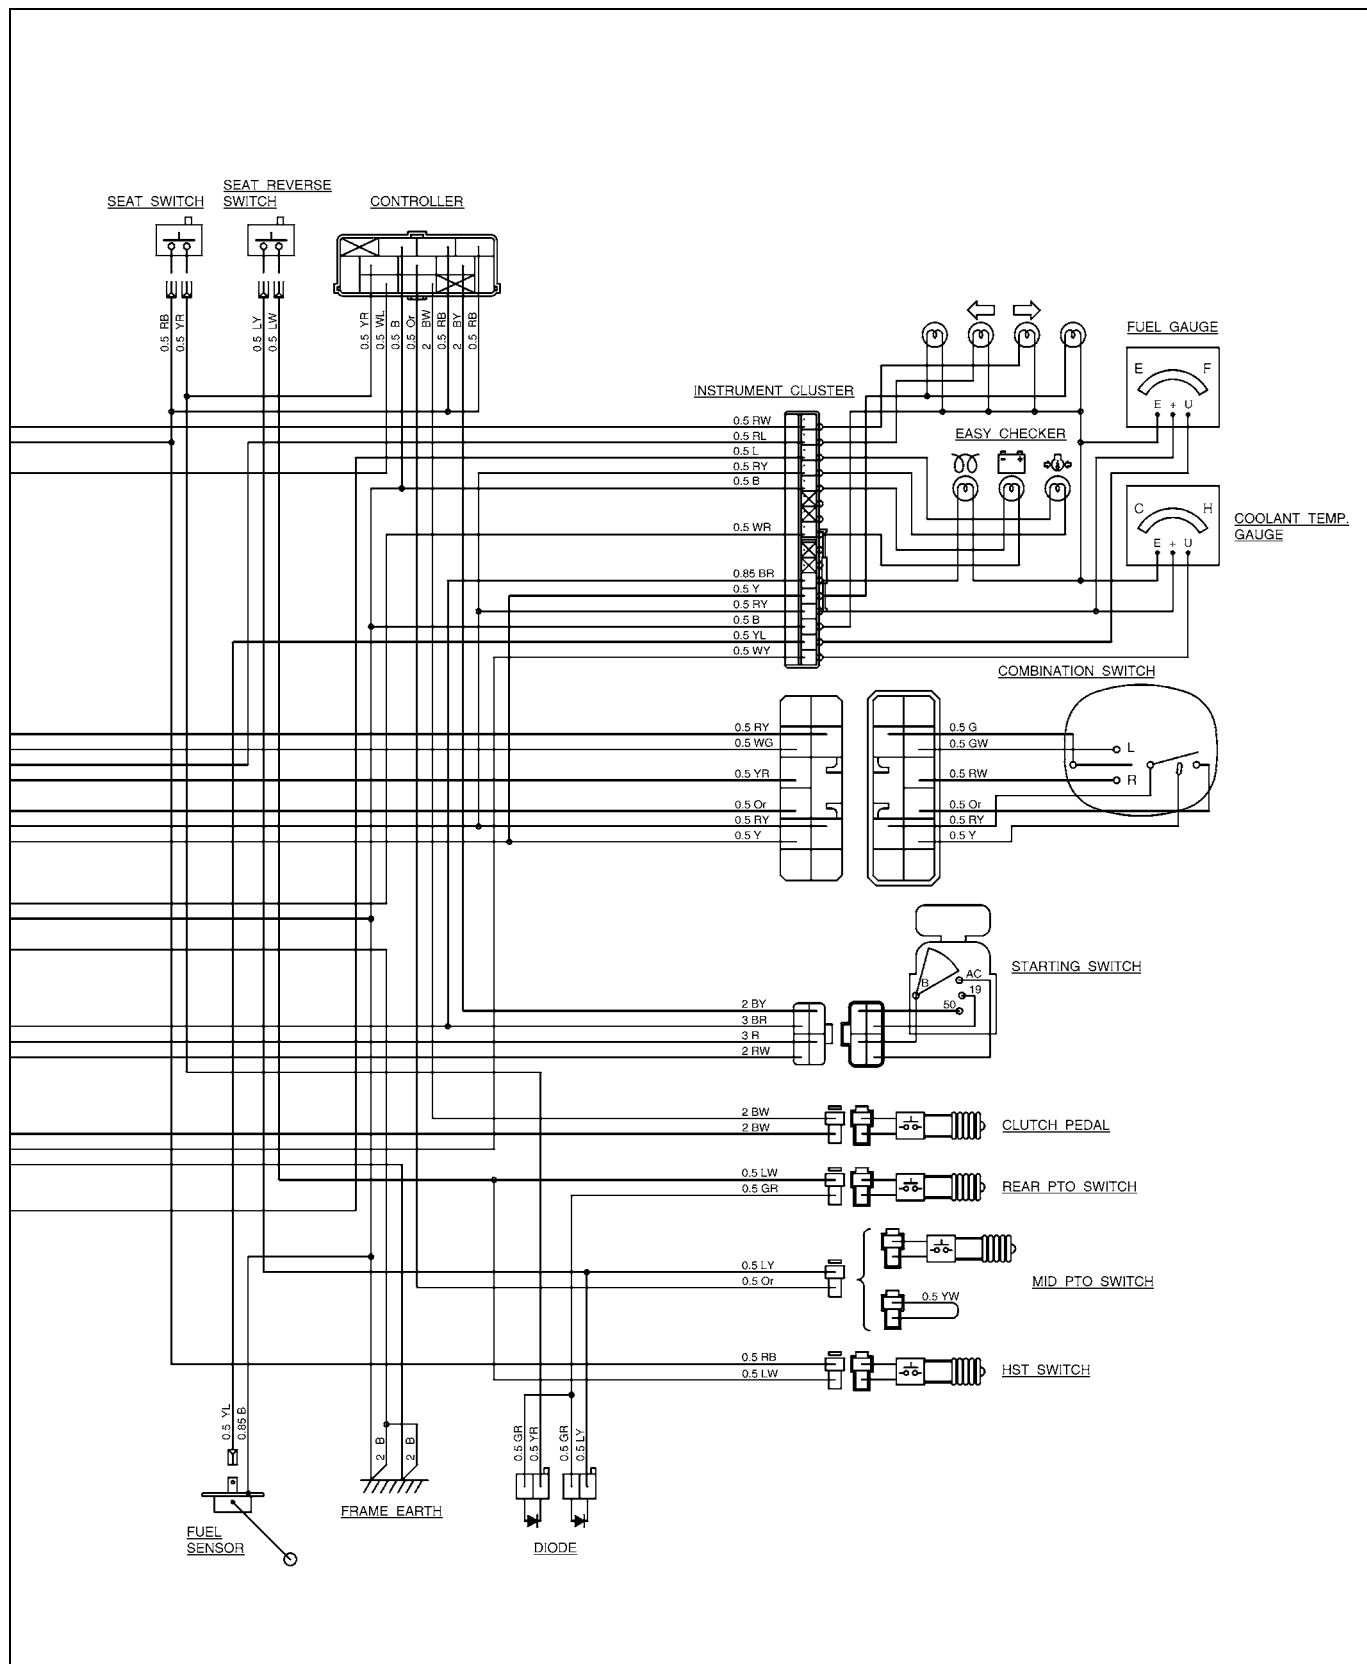 SEAT SWITCH
SEAT REVERSE
SWITCH
CONTROLLER
0.5 RB
0.5 YR
0.5 LY
0.5 LW
0.5 YR
0.5 WL
0.5 B
0.5 Or
2 BW
0.5 RB
2 BY
0.5 RB
FUEL GAUGE
E F
E + U
INSTRUMENT CLUSTER
0.5 RW
0.5 RL
0.5 L
0.5 RY
0.5 B
0.5 WR
0.85 BR
0.5 Y
0.5 RY
0.5 B
0.5 YL
0.5 WY
EASY CHECKER
C H
E + U
COOLANT TEMP.
GAUGE
COMBINATION SWITCH
0.5 RY
0.5 WG
0.5 YR
0.5 Or
0.5 RY
0.5 Y
0.5 G
0.5 GW
0.5 RW
0.5 Or
0.5 RY
0.5 Y
L
R
STARTING SWITCH
B
AC
19
50
2 BY
3 BR
3 R
2 RW
2 BW
2 BW
CLUTCH PEDAL
0.5 LW
0.5 GR
REAR PTO SWITCH
0.5 LY
0.5 Or
0.5 YW
MID PTO SWITCH
0.5 RB
0.5 LW
HST SWITCH
0.5 YL
0.85 B
2 B
2 B
0.5 GR
0.5 YR
0.5 GR
0.5 LY
FRAME EARTH
FUEL
SENSOR
DIODE